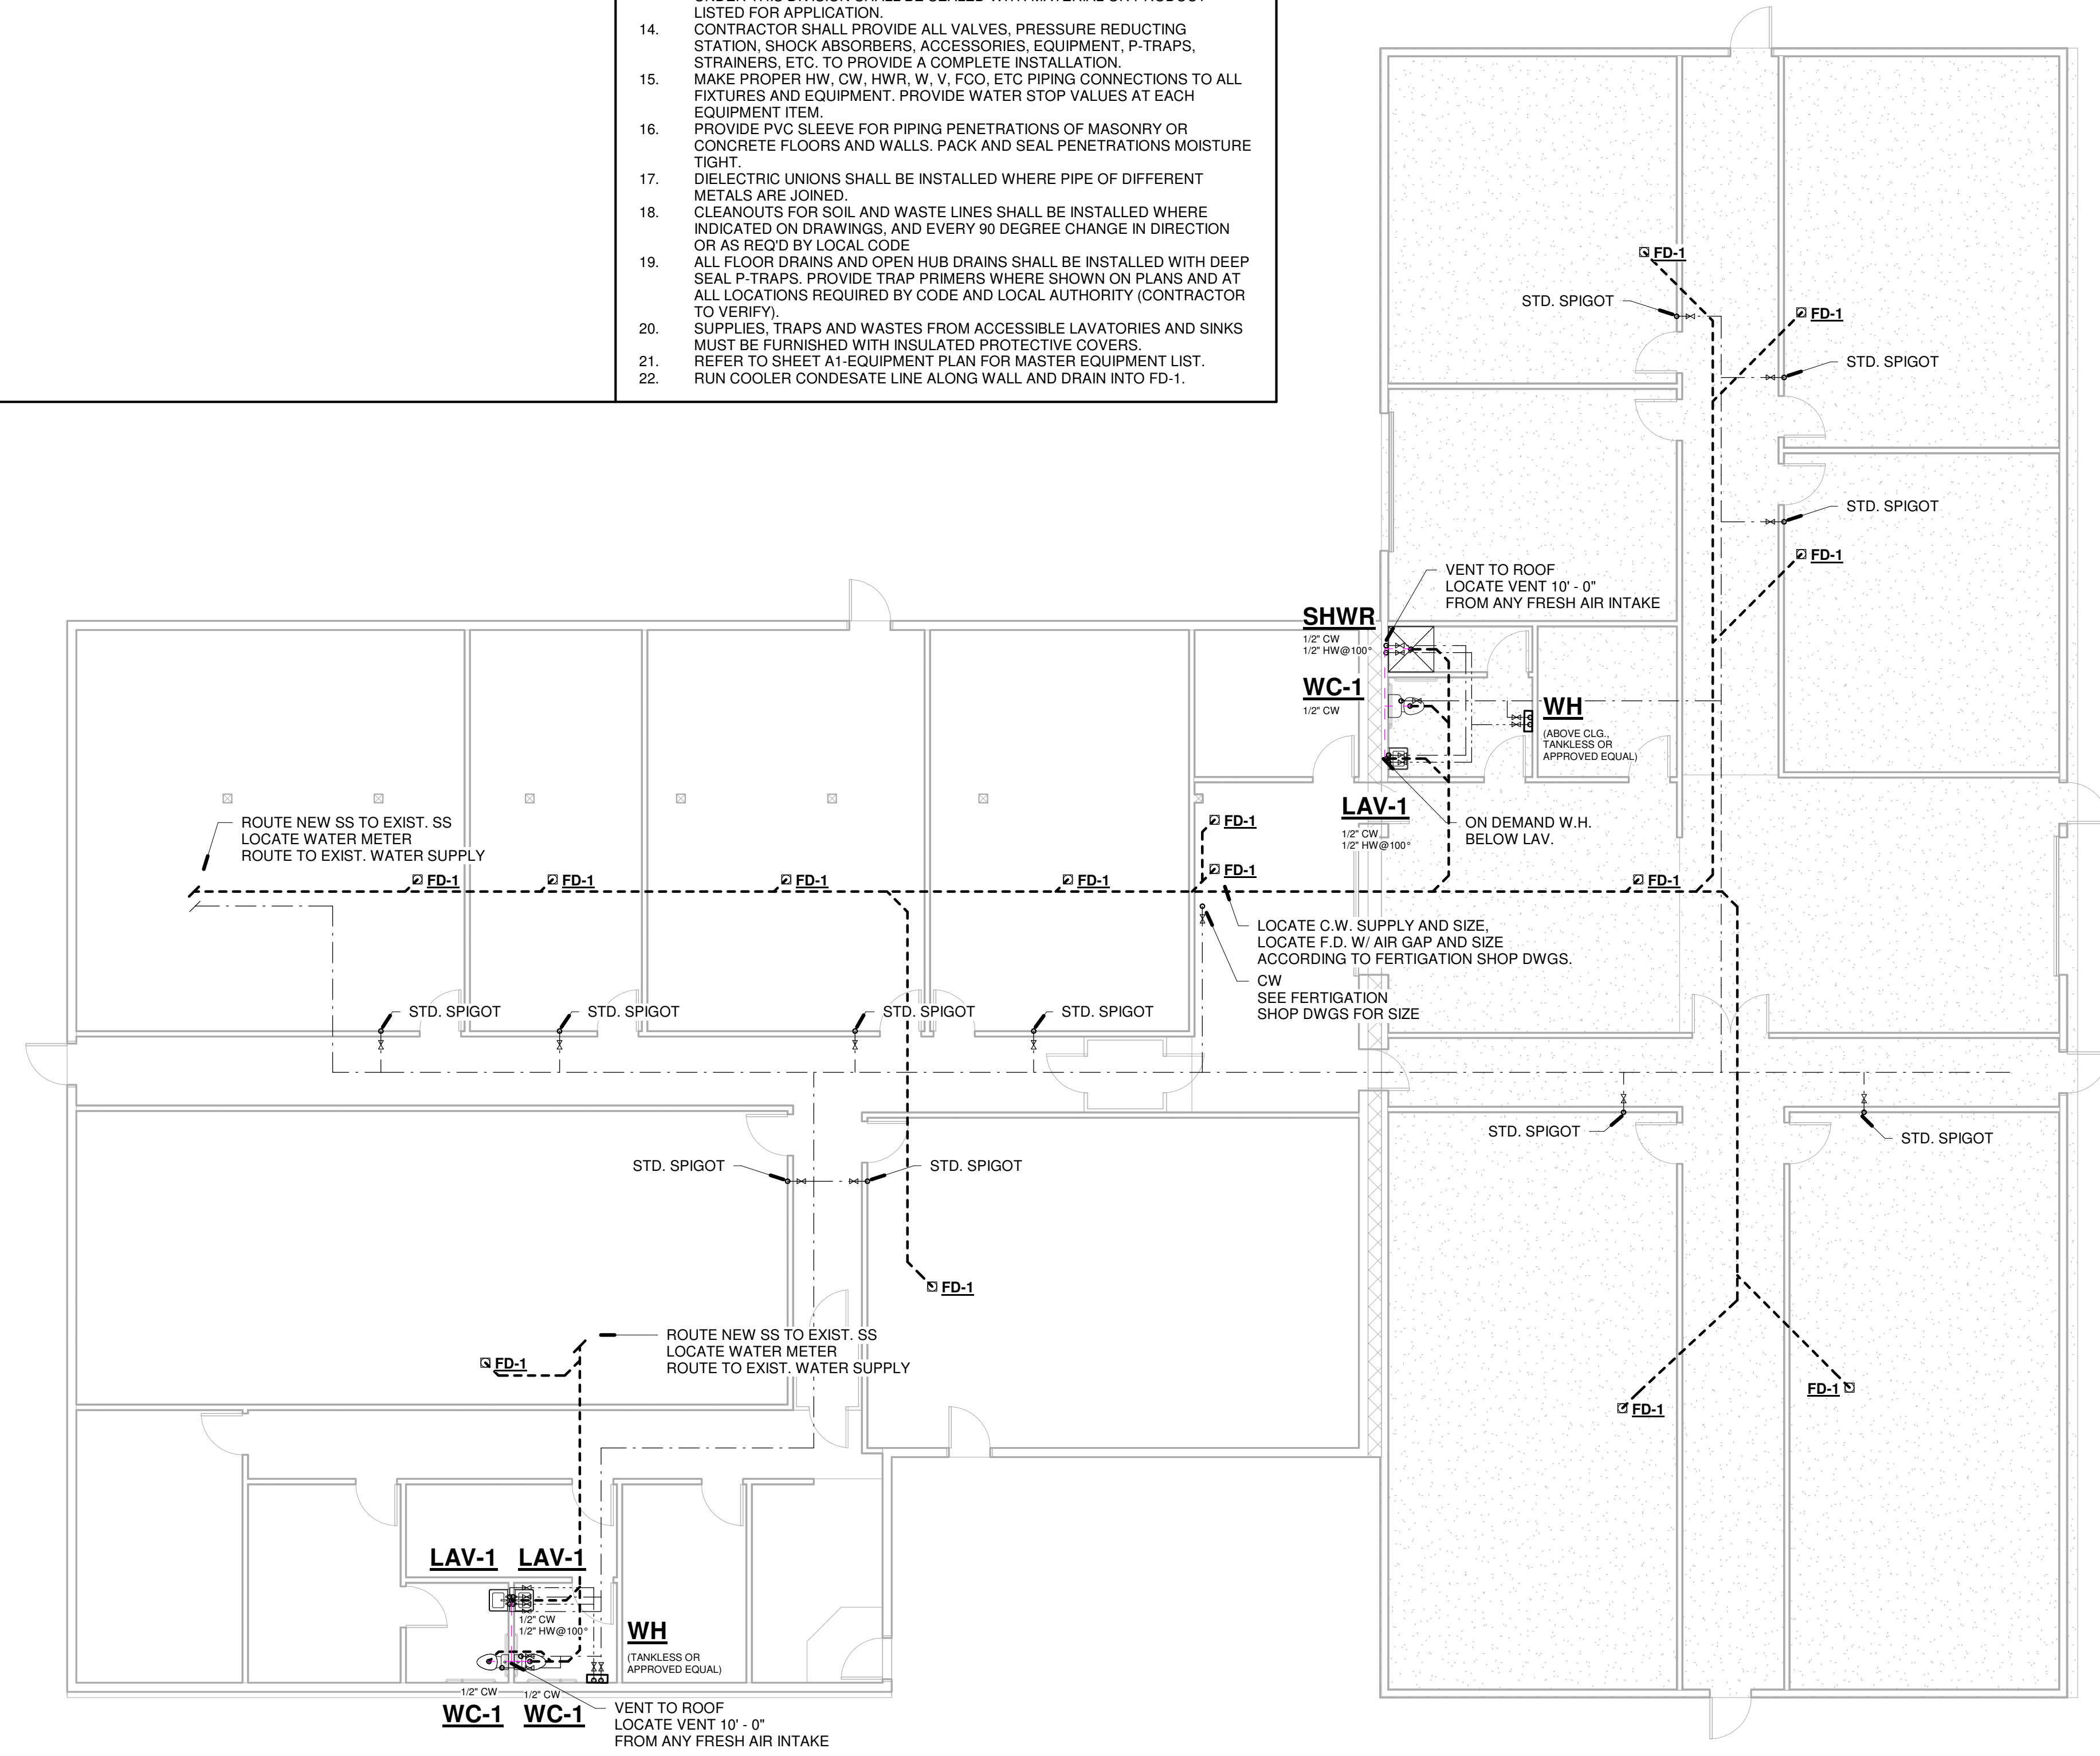 LISTED FOR APPLICATION.
14. CONTRACTOR SHALL PROVIDE ALL VALVES, PRESSURE REDUCTING
STATION, SHOCK ABSORBERS, ACCESSORIES, EQUIPMENT, P-TRAPS,
STRAINERS, ETC. TO PROVIDE A COMPLETE INSTALLATION.
15. MAKE PROPER HW, CW, HWR, W, V, FCO, ETC PIPING CONNECTIONS TO ALL
FIXTURES AND EQUIPMENT. PROVIDE WATER STOP VALUES AT EACH
EQUIPMENT ITEM.
16. PROVIDE PVC SLEEVE FOR PIPING PENETRATIONS OF MASONRY OR
CONCRETE FLOORS AND WALLS. PACK AND SEAL PENETRATIONS MOISTURE
TIGHT.
17. DIELECTRIC UNIONS SHALL BE INSTALLED WHERE PIPE OF DIFFERENT
METALS ARE JOINED.
18. CLEANOUTS FOR SOIL AND WASTE LINES SHALL BE INSTALLED WHERE
INDICATED ON DRAWINGS, AND EVERY 90 DEGREE CHANGE IN DIRECTION
OR AS REQ'D BY LOCAL CODE
19. ALL FLOOR DRAINS AND OPEN HUB DRAINS SHALL BE INSTALLED WITH DEEP
SEAL P-TRAPS. PROVIDE TRAP PRIMERS WHERE SHOWN ON PLANS AND AT
ALL LOCATIONS REQUIRED BY CODE AND LOCAL AUTHORITY (CONTRACTOR
TO VERIFY).
20. SUPPLIES, TRAPS AND WASTES FROM ACCESSIBLE LAVATORIES AND SINKS
MUST BE FURNISHED WITH INSULATED PROTECTIVE COVERS.
21. REFER TO SHEET A1-EQUIPMENT PLAN FOR MASTER EQUIPMENT LIST.
22. RUN COOLER CONDESATE LINE ALONG WALL AND DRAIN INTO FD-1.
FD-1
STD. SPIGOT
FD-1
STD. SPIGOT
STD. SPIGOT
FD-1
VENT TO ROOF
LOCATE VENT 10' - 0"
FROM ANY FRESH AIR INTAKE
SHWR
1/2" CW
1/2" HW@100°
WC-1
1/2" CW
WH
(ABOVE CLG.,
TANKLESS OR
APPROVED EQUAL)
LAV-1
1/2" CW
1/2" HW@100°
ON DEMAND W.H.
BELOW LAV.
ROUTE NEW SS TO EXIST. SS
LOCATE WATER METER
ROUTE TO EXIST. WATER SUPPLY
FD-1
FD-1
FD-1
FD-1
FD-1
FD-1
FD-1
LOCATE C.W. SUPPLY AND SIZE,
LOCATE F.D. W/ AIR GAP AND SIZE
ACCORDING TO FERTIGATION SHOP DWGS.
CW
SEE FERTIGATION
SHOP DWGS FOR SIZE
STD. SPIGOT
STD. SPIGOT
STD. SPIGOT
STD. SPIGOT
STD. SPIGOT
STD. SPIGOT
STD. SPIGOT
STD. SPIGOT
FD-1
ROUTE NEW SS TO EXIST. SS
LOCATE WATER METER
ROUTE TO EXIST. WATER SUPPLY
FD-1
FD-1
FD-1
LAV-1
LAV-1
1/2" CW
1/2" HW@100°
WH
(TANKLESS OR
APPROVED EQUAL)
1/2" CW
1/2" CW
WC-1
WC-1
VENT TO ROOF
LOCATE VENT 10' - 0"
FROM ANY FRESH AIR INTAKE